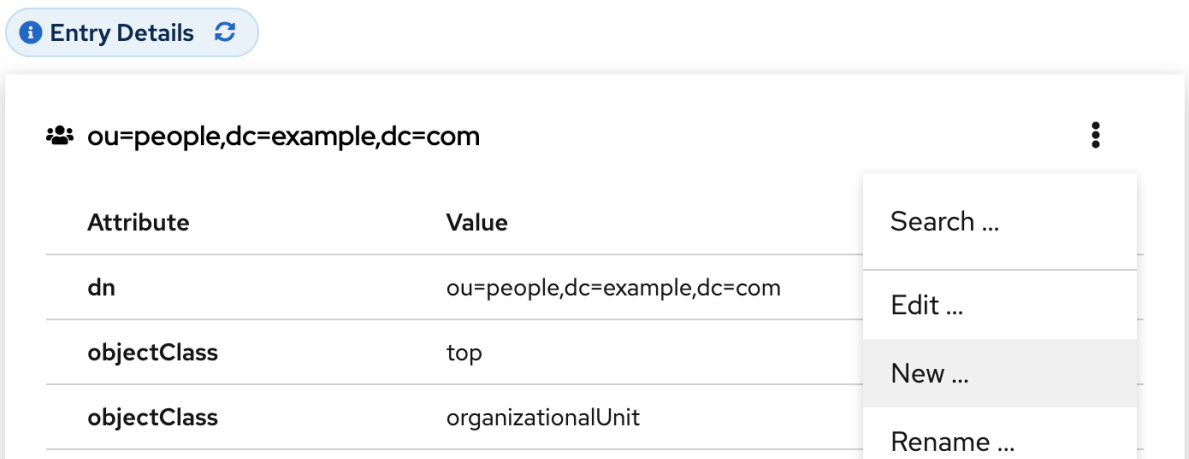 Entry Details
ou=people,dc=example,dc=com
Attribute Value
Search ...
dn ou=people,dc=example,dc=com
Edit ...
objectClass top
New ...
objectClass organizationalUnit
Rename ...